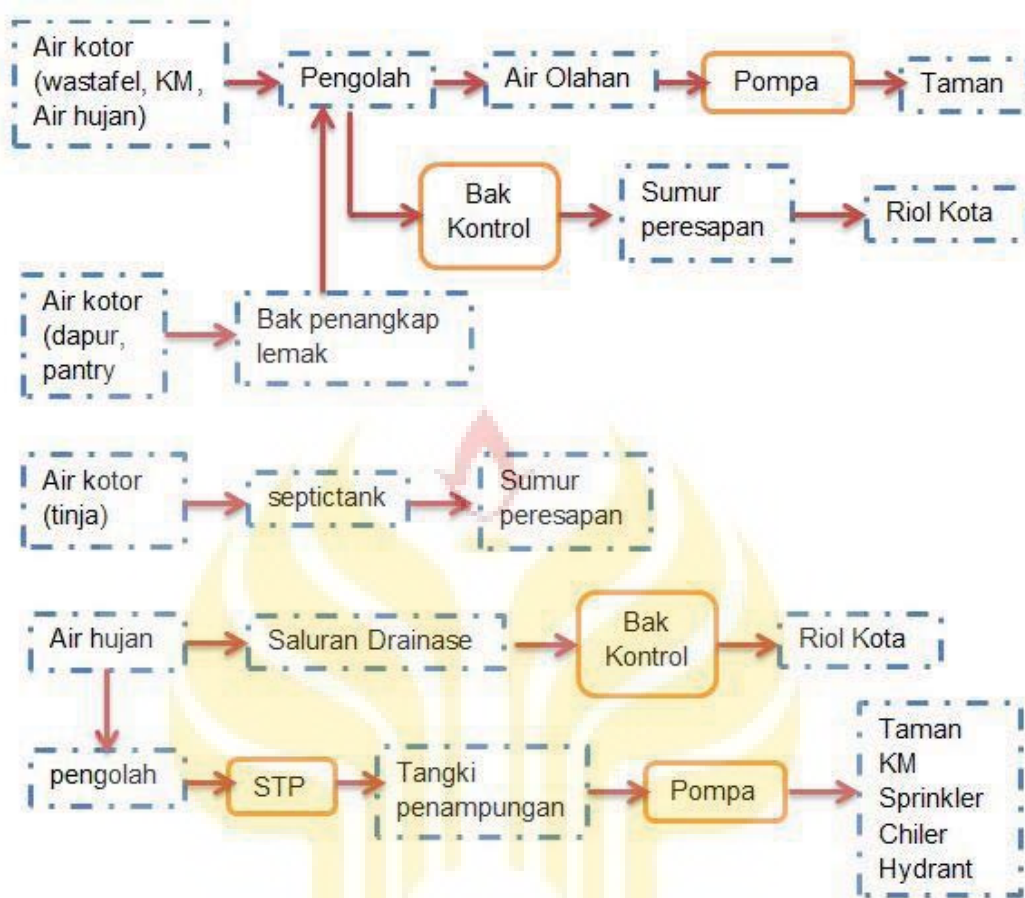 Air kotor
(wastafel, KM,
Air hujan)
Pengolah
Air Olahan
Pompa
Taman
Bak
Kontrol
Sumur
peresapan
Riol Kota
Air kotor
(dapur,
pantry
Bak penangkap
lemak
Air kotor
(tinja)
septictank
Sumur
peresapan
Air hujan
Saluran Drainase
Bak
Kontrol
Riol Kota
pengolah
STP
Tangki
penampungan
Pompa
Taman
KM
Sprinkler
Chiler
Hydrant